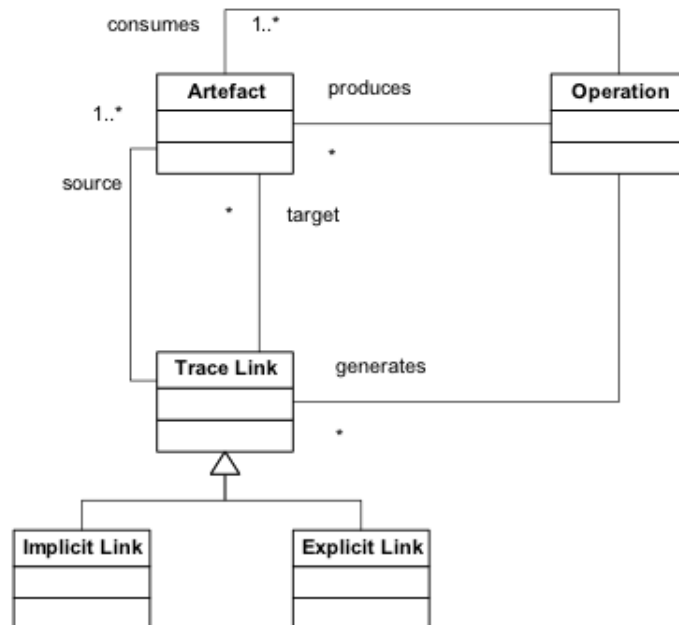 consumes
1..*
Artefact
produces
Operation
1..*
*
source
*
target
Trace Link
generates
*
Implicit Link
Explicit Link